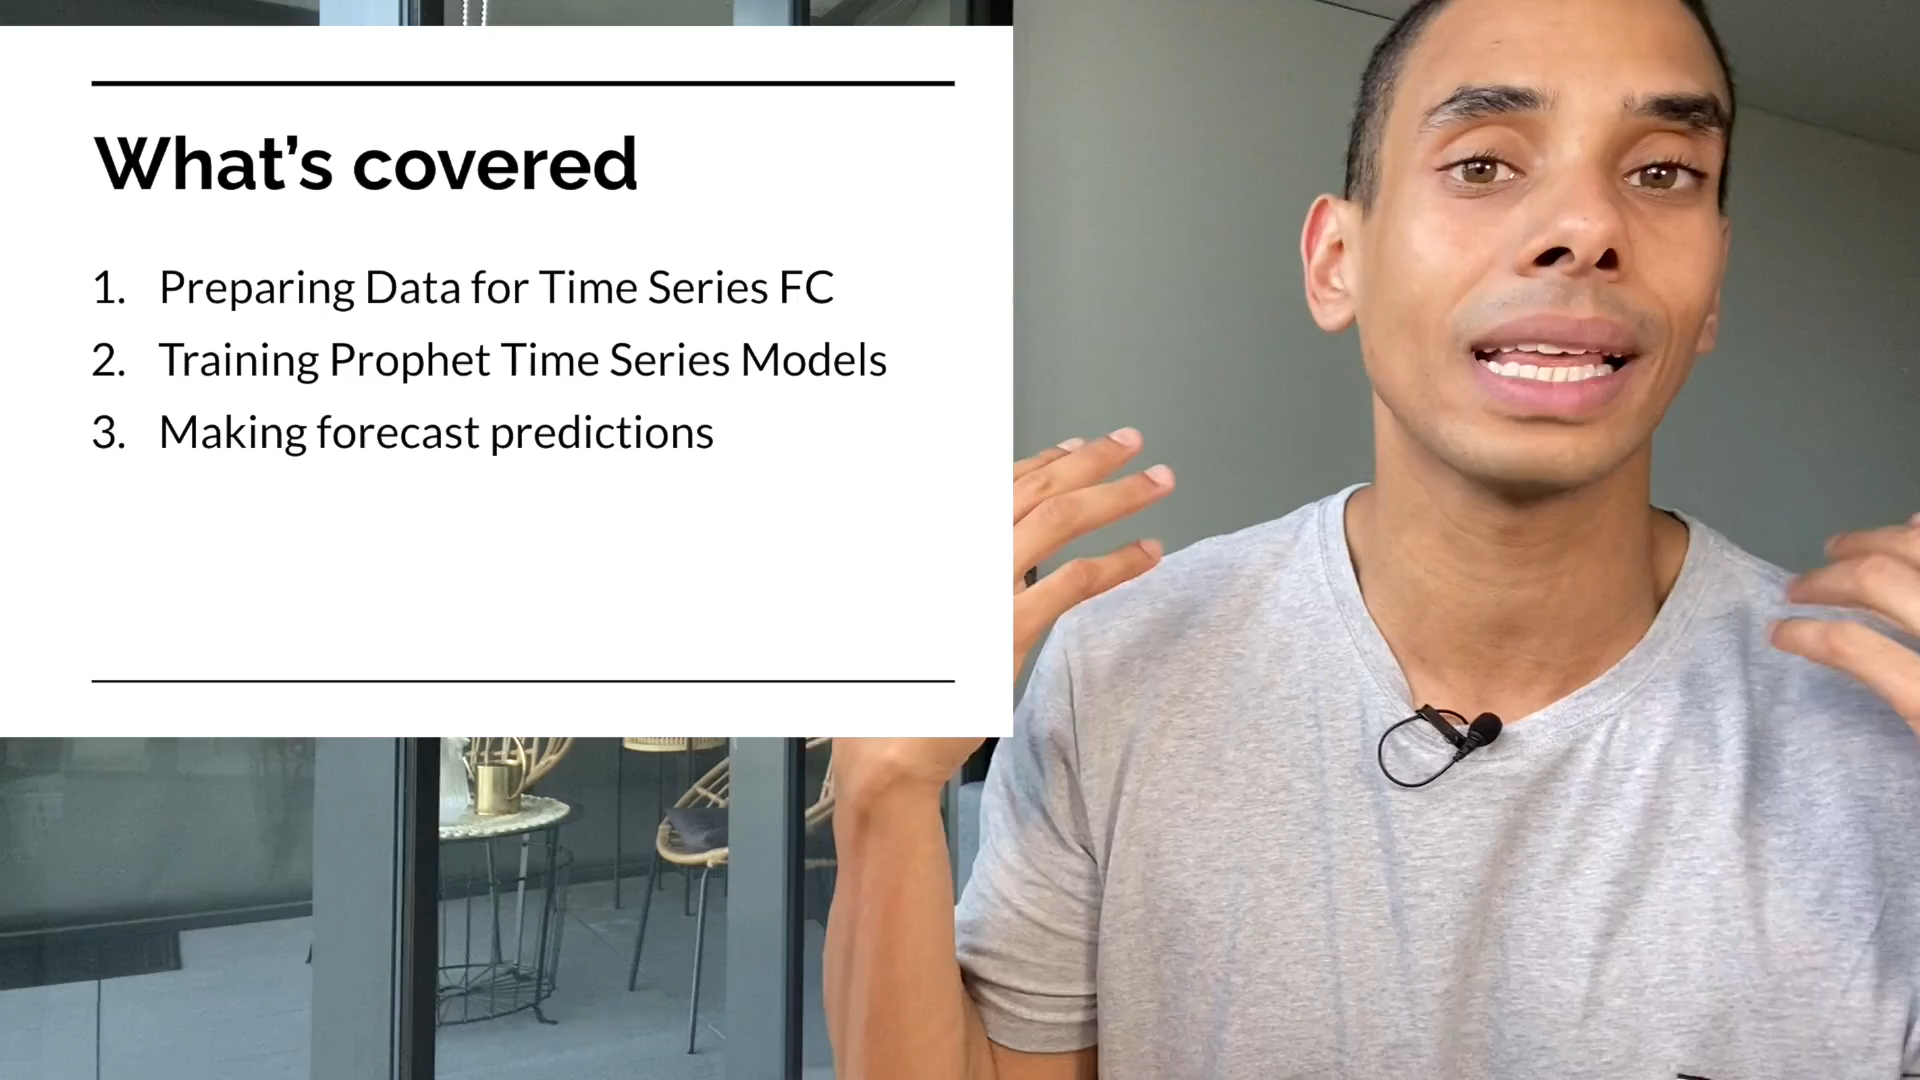 What’s covered
1. Preparing Data for Time Series FC
2. Training Prophet Time Series Models
3. Making forecast predictions